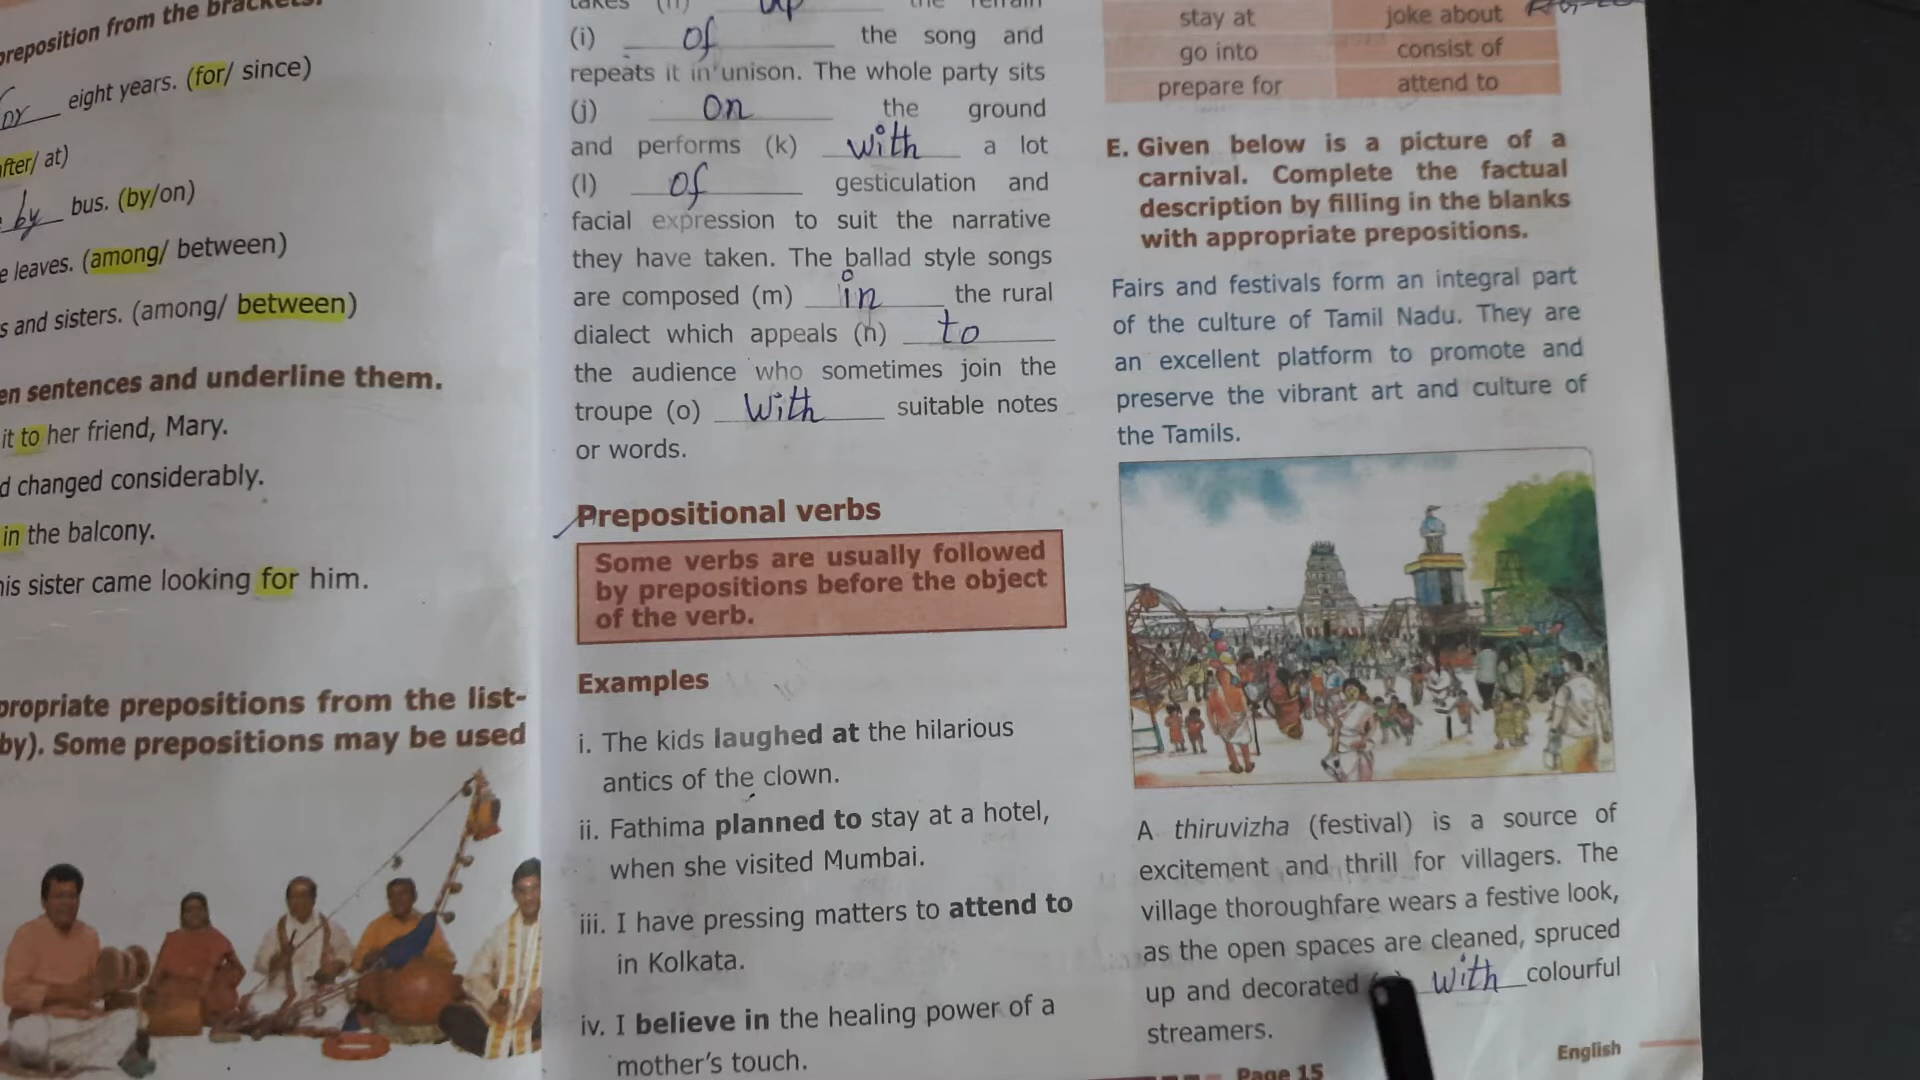 preposition from the brackets.
for eight years. (for/ since)
after/ at)
by bus. (by/on)
leaves. (among/ between)
and sisters. (among/ between)
sentences and underline them.
it to her friend, Mary.
changed considerably.
in the balcony.
his sister came looking for him.
prepositions from the list-
by). Some prepositions may be used
takes (h) up the refrain
(i) of the song and
repeats it in unison. The whole party sits
(j) on the ground
and performs (k) with a lot
(l) of gesticulation and
facial expression to suit the narrative
they have taken. The ballad style songs
are composed (m) in the rural
dialect which appeals (n) to
the audience who sometimes join the
troupe (o) with suitable notes
or words.
Prepositional verbs
Some verbs are usually followed
by prepositions before the object
of the verb.
Examples
i. The kids laughed at the hilarious
antics of the clown.
ii. Fathima planned to stay at a hotel,
when she visited Mumbai.
iii. I have pressing matters to attend to
in Kolkata.
iv. I believe in the healing power of a
mother's touch.
stay at joke about
go into consist of
prepare for attend to
E. Given below is a picture of a
carnival. Complete the factual
description by filling in the blanks
with appropriate prepositions.
Fairs and festivals form an integral part
of the culture of Tamil Nadu. They are
an excellent platform to promote and
preserve the vibrant art and culture of
the Tamils.
A thiruvizha (festival) is a source of
excitement and thrill for villagers. The
village thoroughfare wears a festive look,
as the open spaces are cleaned, spruced
up and decorated with colourful
streamers.
English
Page 15